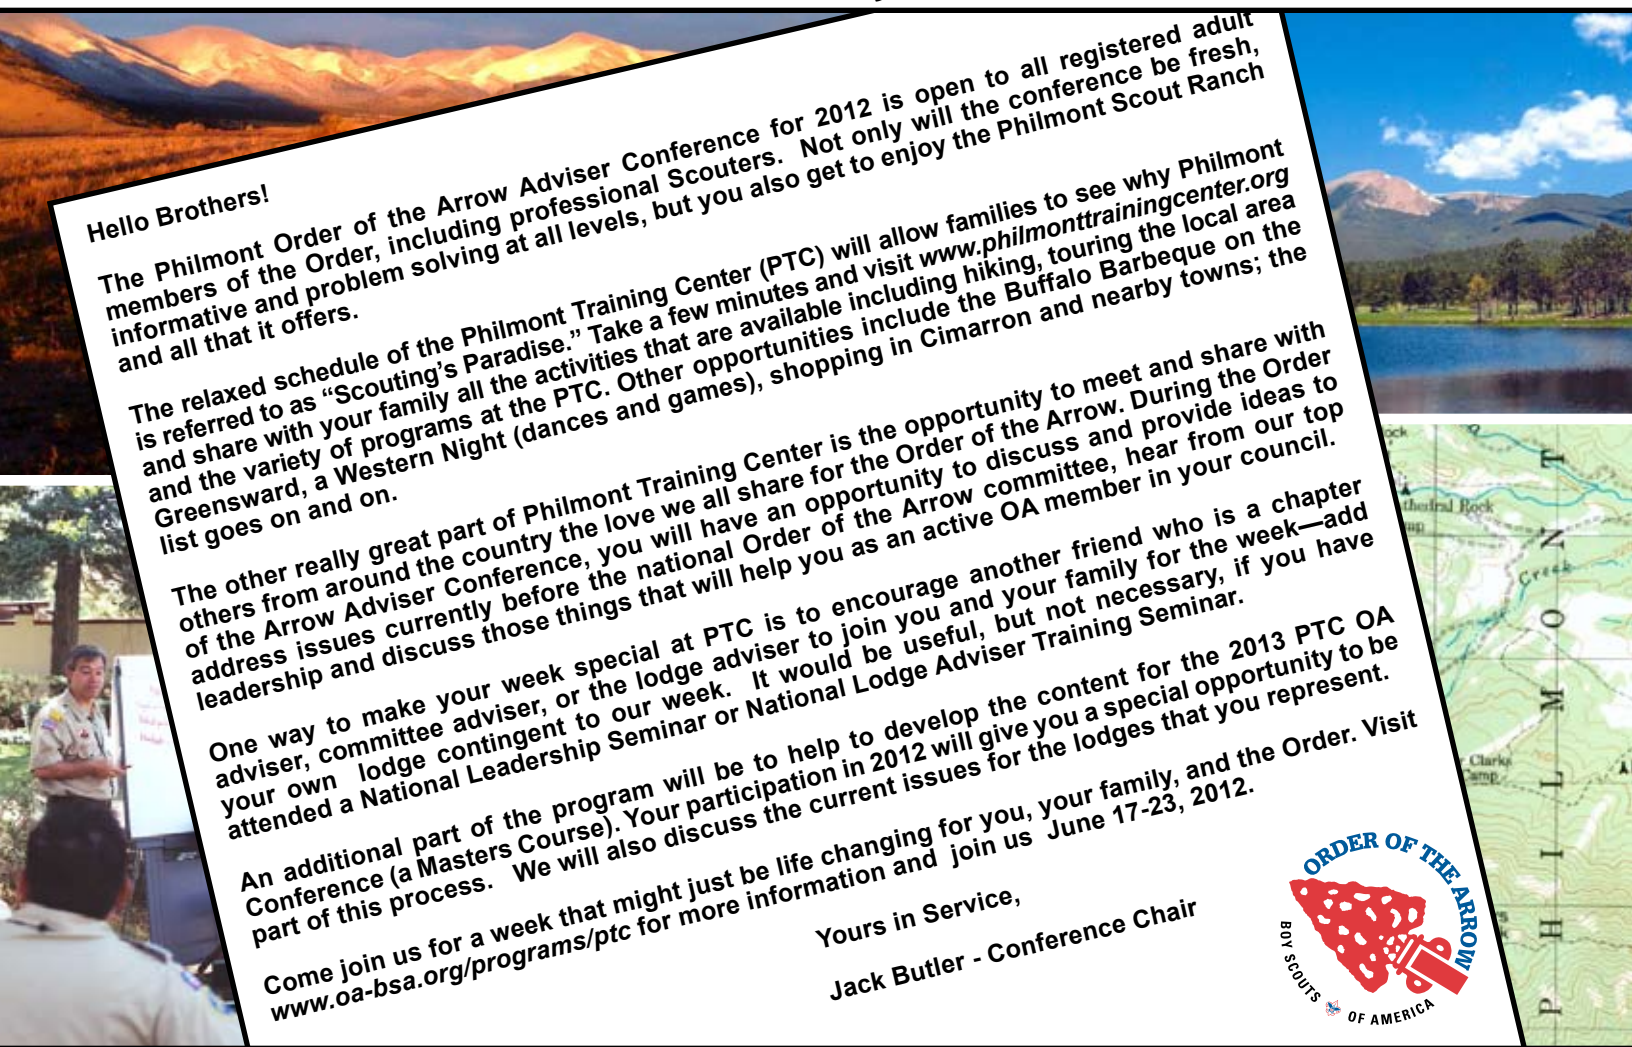 Hello Brothers!
The Philmont Order of the Arrow Adviser Conference for 2012 is open to all registered adult
members of the Order, including professional Scouters. Not only will the conference be fresh,
informative and problem solving at all levels, but you also get to enjoy the Philmont Scout Ranch
and all that it offers.
The relaxed schedule of the Philmont Training Center (PTC) will allow families to see why Philmont
is referred to as “Scouting’s Paradise.” Take a few minutes and visit www.philmonttrainingcenter.org
and share with your family all the activities that are available including hiking, touring the local area
and the variety of programs at the PTC. Other opportunities include the Buffalo Barbeque on the
Greensward, a Western Night (dances and games), shopping in Cimarron and nearby towns; the
list goes on and on.
The other really great part of Philmont Training Center is the opportunity to meet and share with
others from around the country the love we all share for the Order of the Arrow. During the Order
of the Arrow Adviser Conference, you will have an opportunity to discuss and provide ideas to
address issues currently before the national Order of the Arrow committee, hear from our top
leadership and discuss those things that will help you as an active OA member in your council.
One way to make your week special at PTC is to encourage another friend who is a chapter
adviser, committee adviser, or the lodge adviser to join you and your family for the week—add
your own lodge contingent to our week. It would be useful, but not necessary, if you have
attended a National Leadership Seminar or National Lodge Adviser Training Seminar.
An additional part of the program will be to help to develop the content for the 2013 PTC OA
Conference (a Masters Course). Your participation in 2012 will give you a special opportunity to be
part of this process. We will also discuss the current issues for the lodges that you represent.
Come join us for a week that might just be life changing for you, your family, and the Order. Visit
www.oa-bsa.org/programs/ptc for more information and join us June 17-23, 2012.
Yours in Service,
Jack Butler - Conference Chair
ORDER OF THE ARROW
BOY SCOUTS OF AMERICA
Rock
Creek
Clarks
Camp
PHILMONT